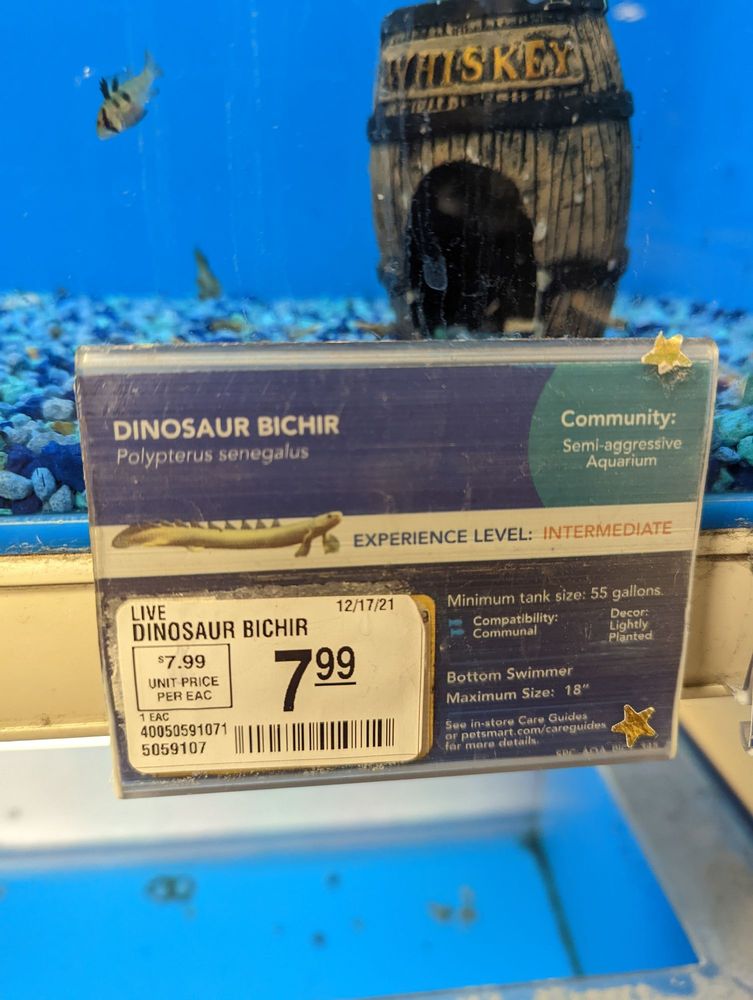 WHISKEY
DINOSAUR BICHIR
Polypterus senegalus
Community:
Semi-aggressive
Aquarium
EXPERIENCE LEVEL: INTERMEDIATE
LIVE
12/17/21
DINOSAUR BICHIR
$7.99
UNIT PRICE
PER EAC
7.99
1 EAC
40050591071
5059107
Minimum tank size: 55 gallons.
Compatibility:
Communal
Decor:
Lightly
Planted
Bottom Swimmer
Maximum Size: 18"
See in-store Care Guides
or petsmart.com/careguides
for more details.